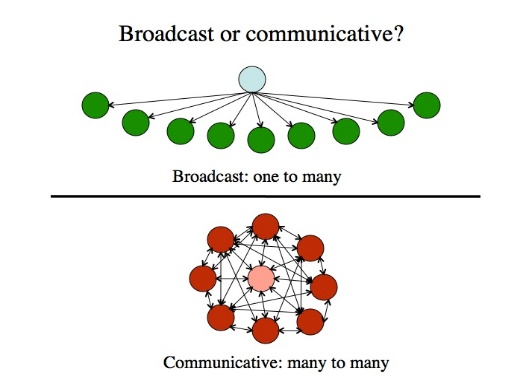 Broadcast or communicative?
Broadcast: one to many
Communicative: many to many